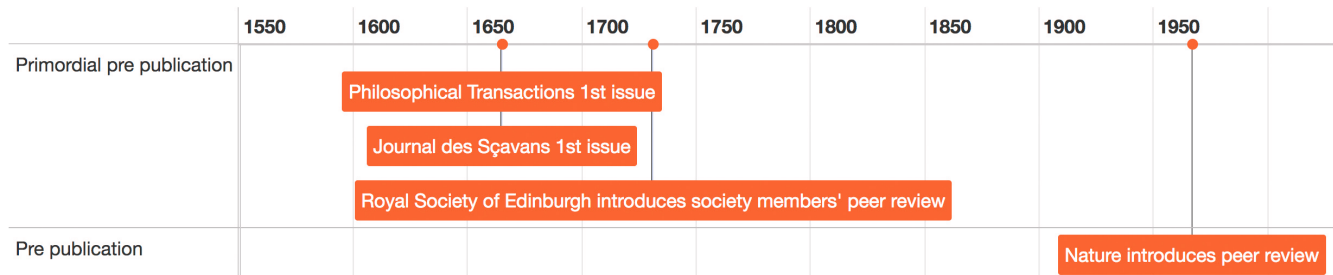 1550 1600 1650 1700 1750 1800 1850 1900 1950
Primordial pre publication
Philosophical Transactions 1st issue
Journal des Sçavans 1st issue
Royal Society of Edinburgh introduces society members' peer review
Pre publication
Nature introduces peer review